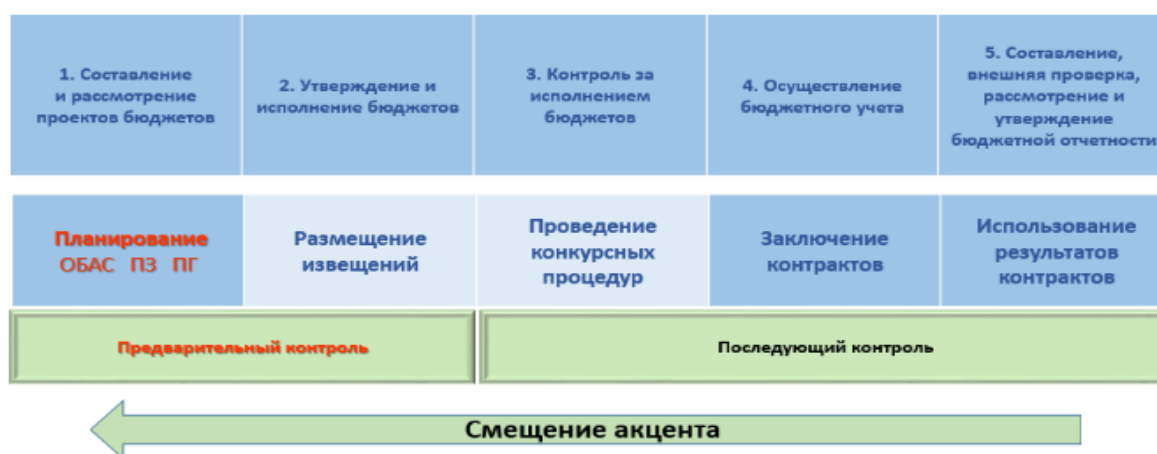 1. Составление
и рассмотрение
проектов бюджетов
2. Утверждение и
исполнение бюджетов
3. Контроль за
исполнением
бюджетов
4. Осуществление
бюджетного учета
5. Составление,
внешняя проверка,
рассмотрение и
утверждение
бюджетной отчетности
Планирование
ОБАС ПЗ ПГ
Размещение
извещений
Проведение
конкурсных
процедур
Заключение
контрактов
Использование
результатов
контрактов
Предварительный контроль
Последующий контроль
Смещение акцента